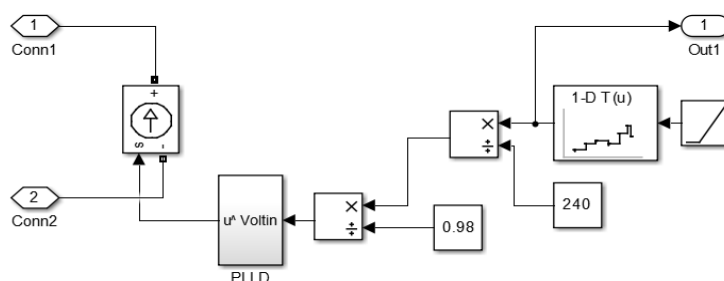 1
Conn1
1
Out1
+
s
-
1-D T(u)
×
÷
2
Conn2
u^ Voltin
×
÷
240
0.98